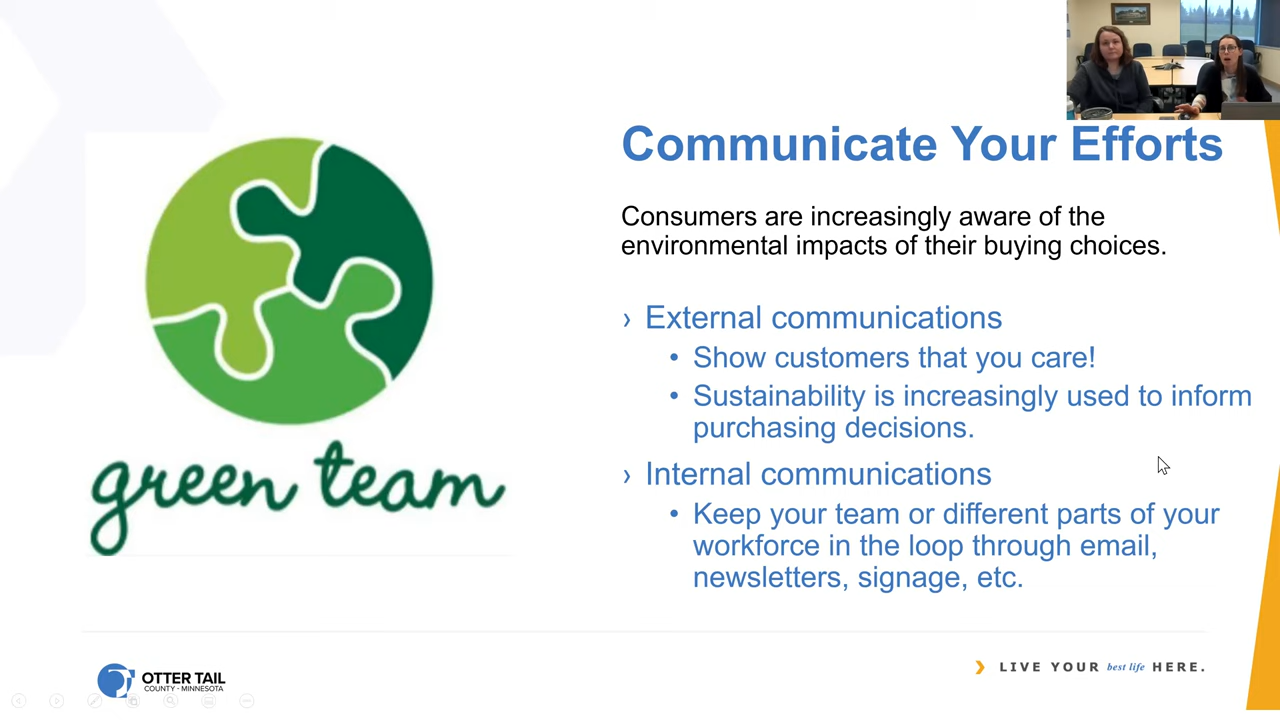 Communicate Your Efforts
Consumers are increasingly aware of the
environmental impacts of their buying choices.
› External communications
• Show customers that you care!
• Sustainability is increasingly used to inform
purchasing decisions.
› Internal communications
• Keep your team or different parts of your
workforce in the loop through email,
newsletters, signage, etc.
green team
OTTER TAIL
COUNTY - MINNESOTA
LIVE YOUR best life HERE.